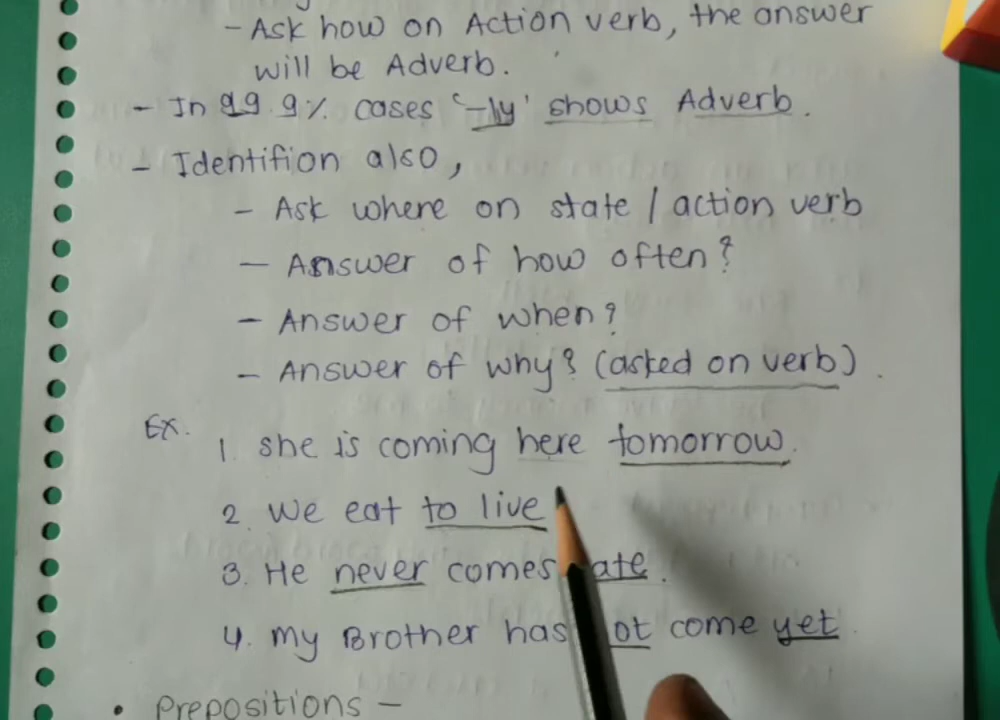 - Ask how on Action verb, the answer
will be Adverb.
- In 99.9% cases '-ly' shows Adverb.
- Identifion also,
- Ask where on state / action verb
- Answer of how often?
- Answer of when?
- Answer of why? (asked on verb).
Ex. 1. she is coming here tomorrow.
2. We eat to live
3. He never comes ate.
4. my Brother has ot come yet.
• Prepositions -